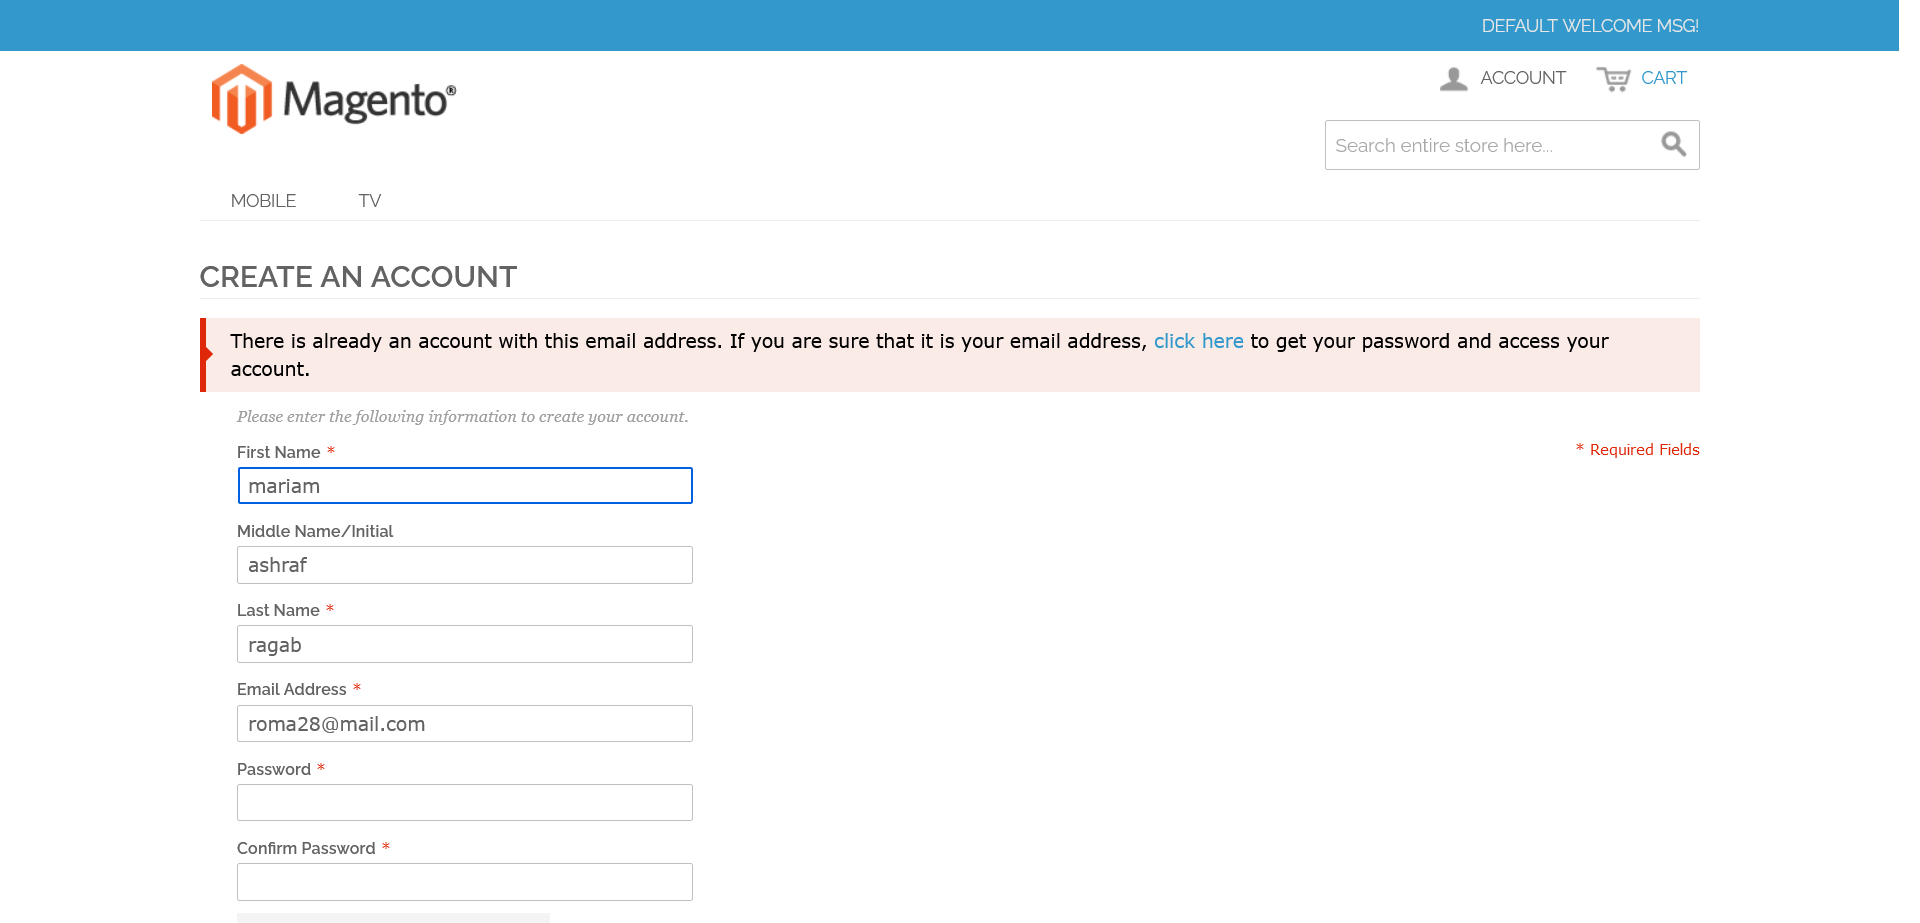 DEFAULT WELCOME MSG!
Magento®
ACCOUNT
CART
Search entire store here...
MOBILE
TV
CREATE AN ACCOUNT
There is already an account with this email address. If you are sure that it is your email address, click here to get your password and access your
account.
Please enter the following information to create your account.
First Name *
* Required Fields
mariam
Middle Name/Initial
ashraf
Last Name *
ragab
Email Address *
roma28@mail.com
Password *
Confirm Password *